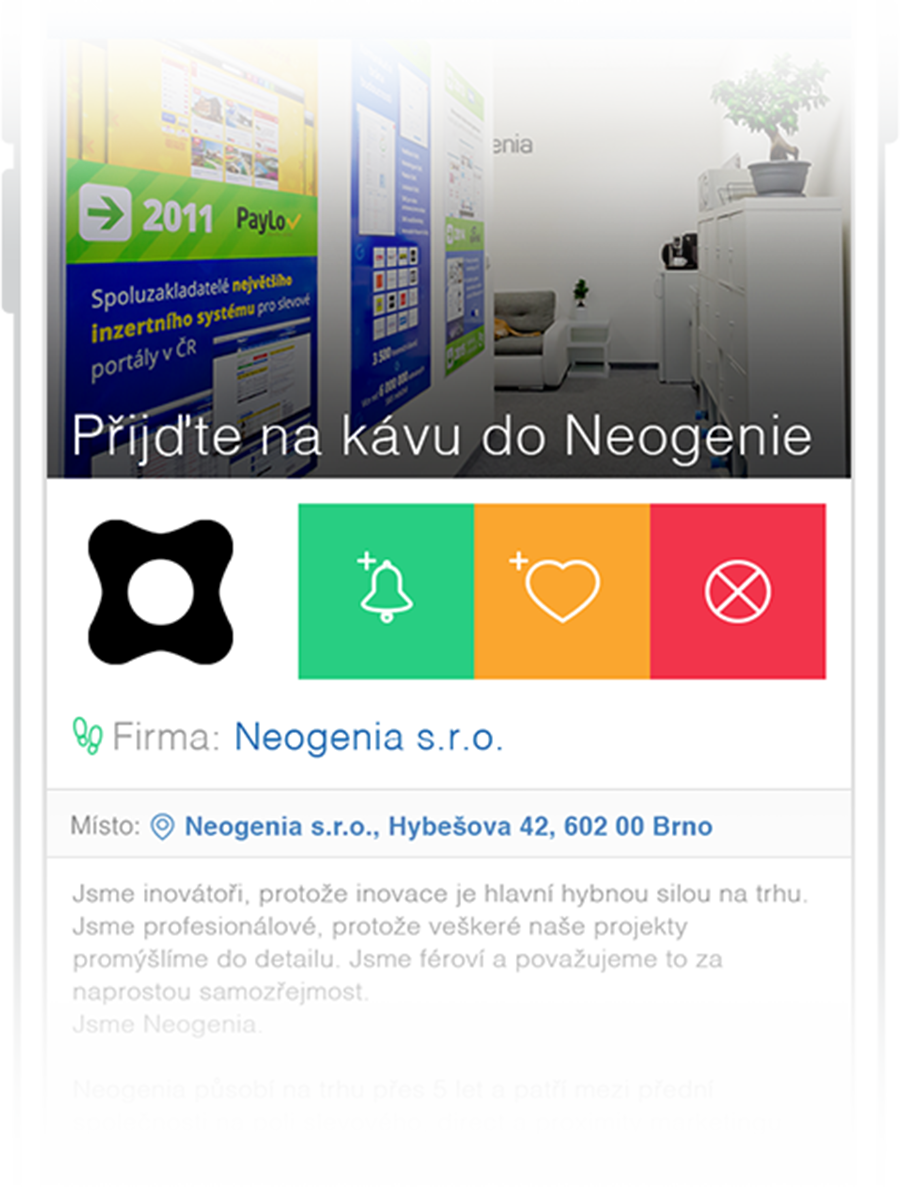 enia
2011 PayLo
Spoluzakladatelé největšího
inzertního systému pro slevové
portály v ČR
3 500
6 000 000
Přijďte na kávu do Neogenie
Firma: Neogenia s.r.o.
Místo: Neogenia s.r.o., Hybešova 42, 602 00 Brno
Jsme inovátoři, protože inovace je hlavní hybnou silou na trhu.
Jsme profesionálové, protože veškeré naše projekty
promýšlíme do detailu. Jsme féroví a považujeme to za
naprostou samozřejmost.
Jsme Neogenia.
Neogenia působí na trhu přes 5 let a patří mezi přední